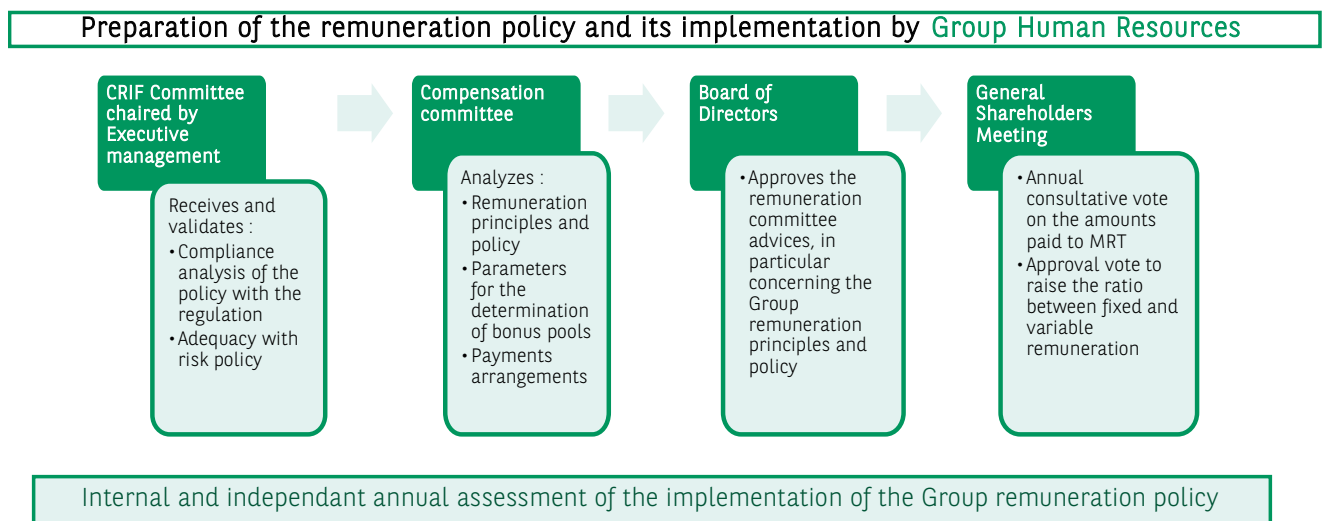 Preparation of the remuneration policy and its implementation by Group Human Resources
CRIF Committee
chaired by
Executive
management
Receives and
validates :
• Compliance
analysis of the
policy with the
regulation
• Adequacy with
risk policy
Compensation
committee
Analyzes :
• Remuneration
principles and
policy
• Parameters
for the
determination
of bonus pools
• Payments
arrangements
Board of
Directors
• Approves the
remuneration
committee
advices, in
particular
concerning the
Group
remuneration
principles and
policy
General
Shareholders
Meeting
• Annual
consultative vote
on the amounts
paid to MRT
• Approval vote to
raise the ratio
between fixed and
variable
remuneration
Internal and independant annual assessment of the implementation of the Group remuneration policy